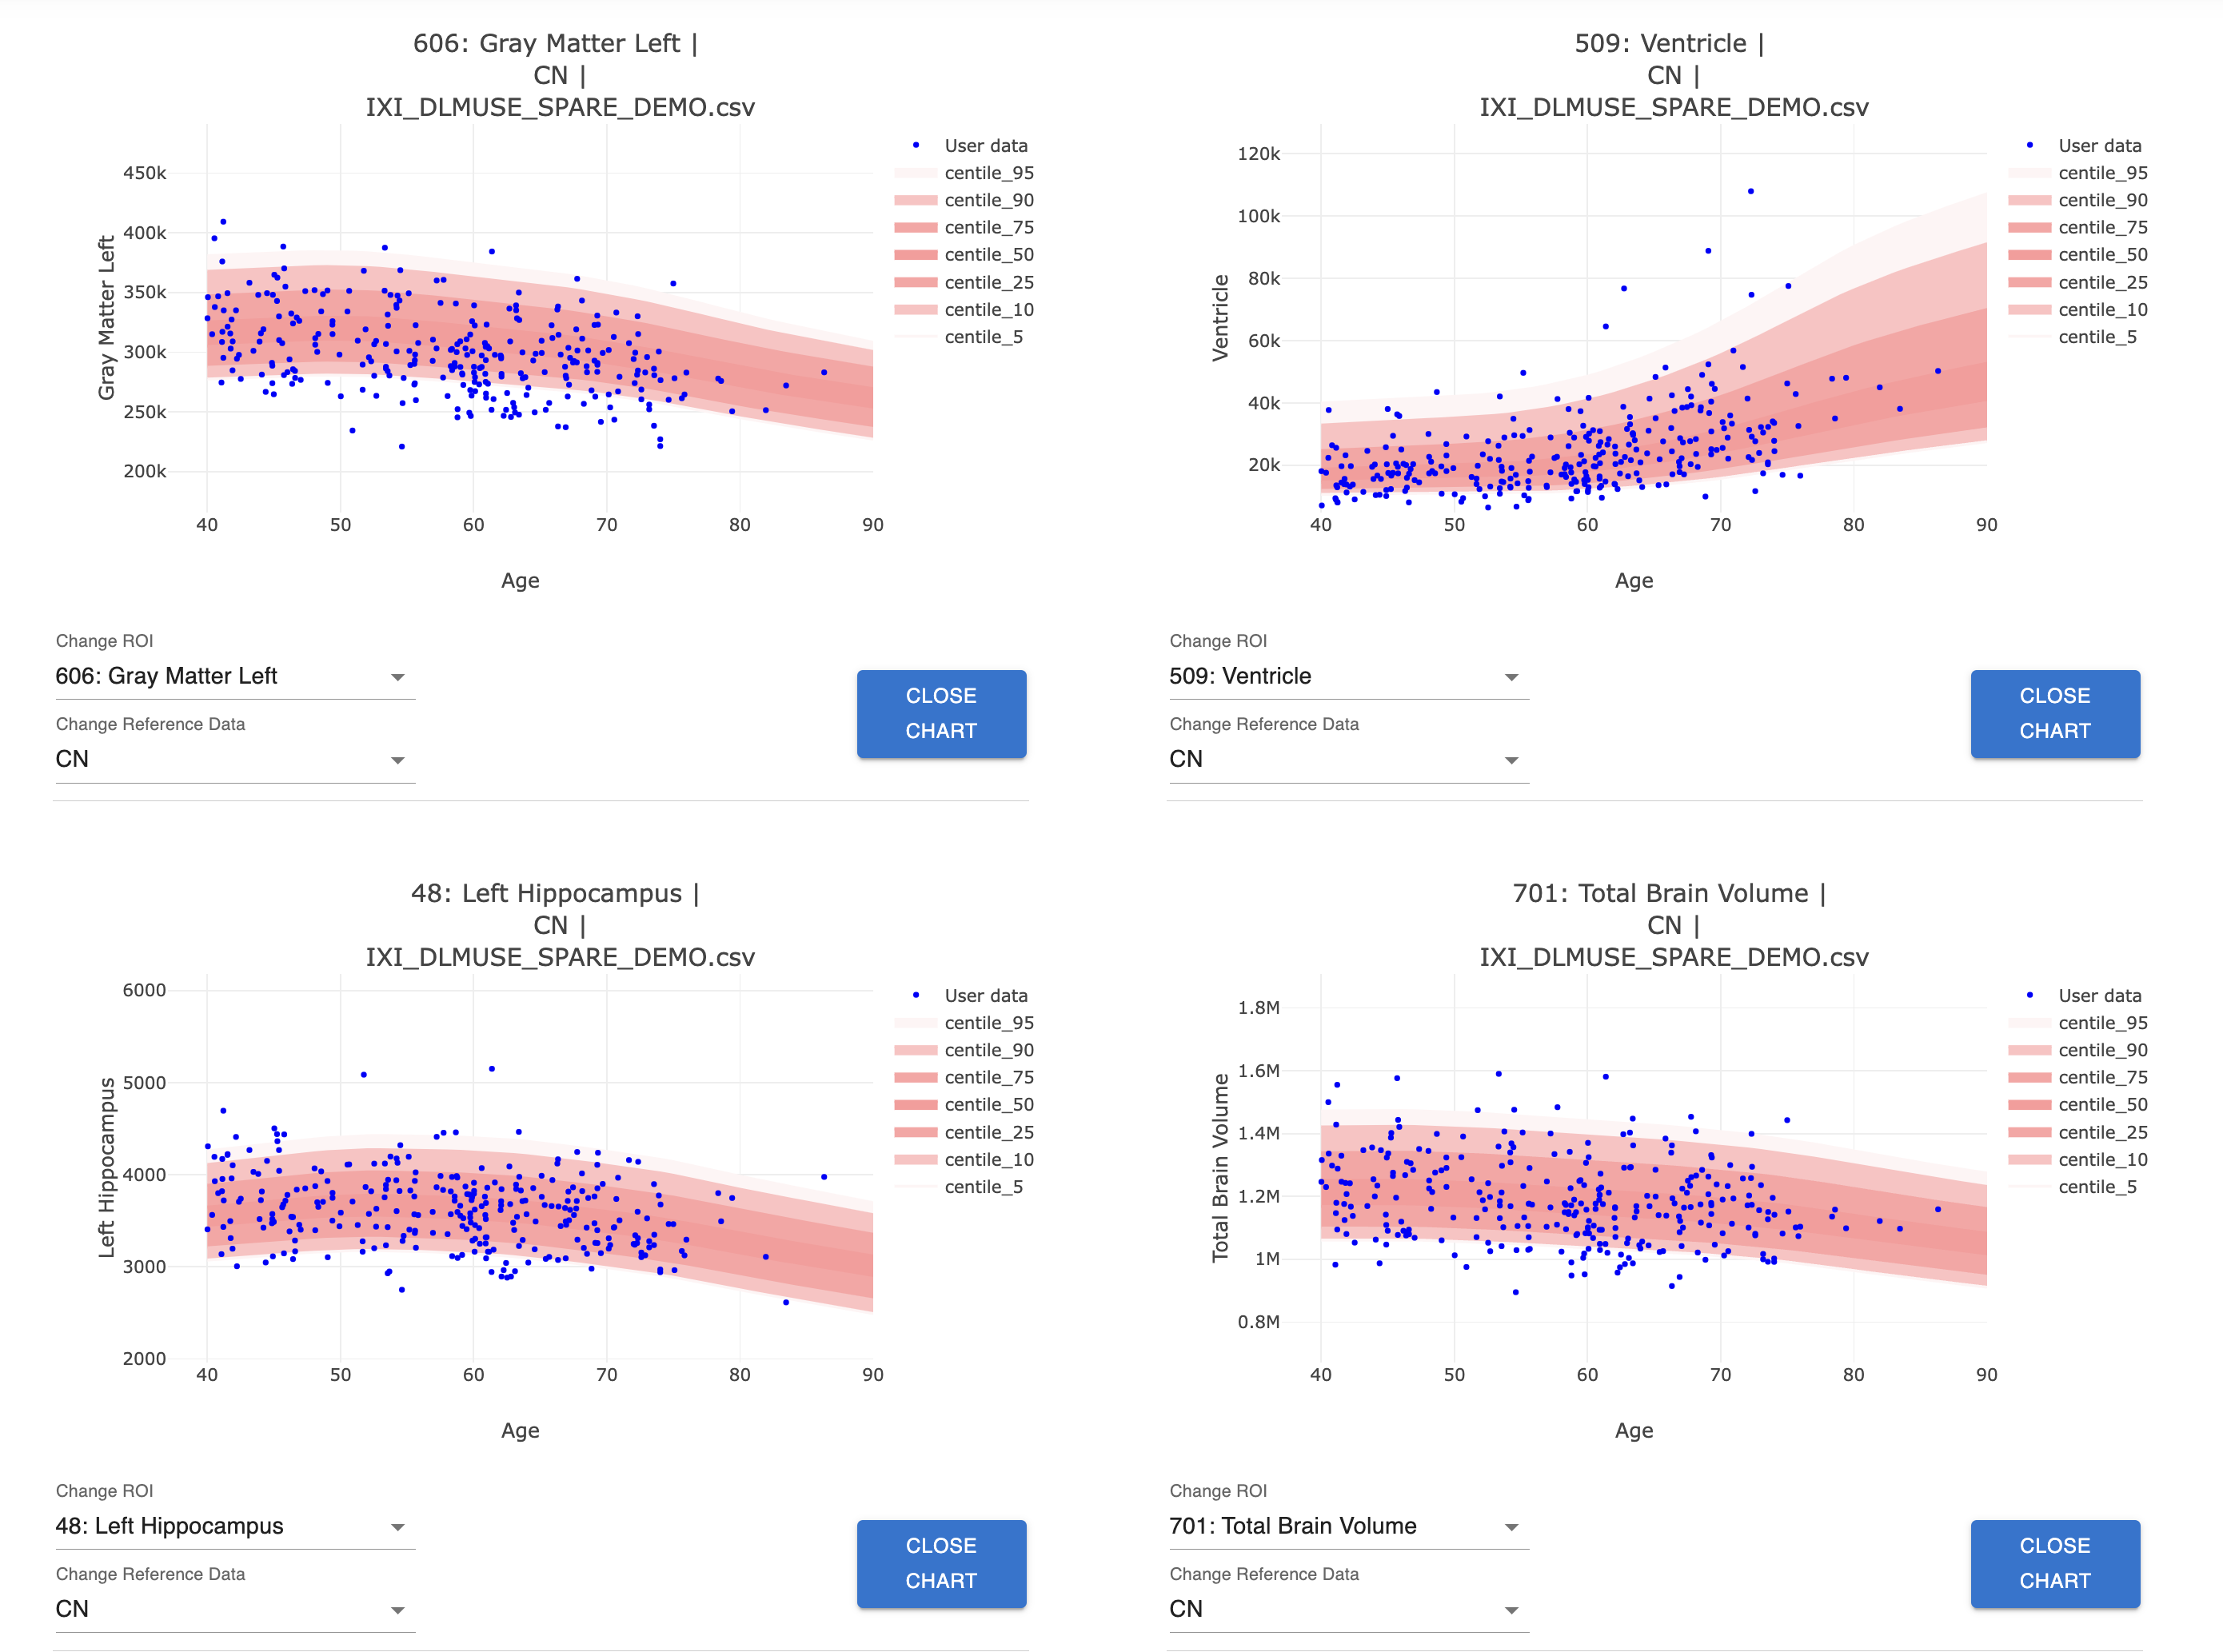 606: Gray Matter Left |
CN |
IXI_DLMUSE_SPARE_DEMO.csv
Gray Matter Left
450k
400k
350k
300k
250k
200k
40 50 60 70 80 90
Age
User data
centile_95
centile_90
centile_75
centile_50
centile_25
centile_10
centile_5
Change ROI
606: Gray Matter Left
Change Reference Data
CN
CLOSE
CHART
509: Ventricle |
CN |
IXI_DLMUSE_SPARE_DEMO.csv
Ventricle
120k
100k
80k
60k
40k
20k
40 50 60 70 80 90
Age
User data
centile_95
centile_90
centile_75
centile_50
centile_25
centile_10
centile_5
Change ROI
509: Ventricle
Change Reference Data
CN
CLOSE
CHART
48: Left Hippocampus |
CN |
IXI_DLMUSE_SPARE_DEMO.csv
Left Hippocampus
6000
5000
4000
3000
2000
40 50 60 70 80 90
Age
User data
centile_95
centile_90
centile_75
centile_50
centile_25
centile_10
centile_5
Change ROI
48: Left Hippocampus
Change Reference Data
CN
CLOSE
CHART
701: Total Brain Volume |
CN |
IXI_DLMUSE_SPARE_DEMO.csv
Total Brain Volume
1.8M
1.6M
1.4M
1.2M
1M
0.8M
40 50 60 70 80 90
Age
User data
centile_95
centile_90
centile_75
centile_50
centile_25
centile_10
centile_5
Change ROI
701: Total Brain Volume
Change Reference Data
CN
CLOSE
CHART